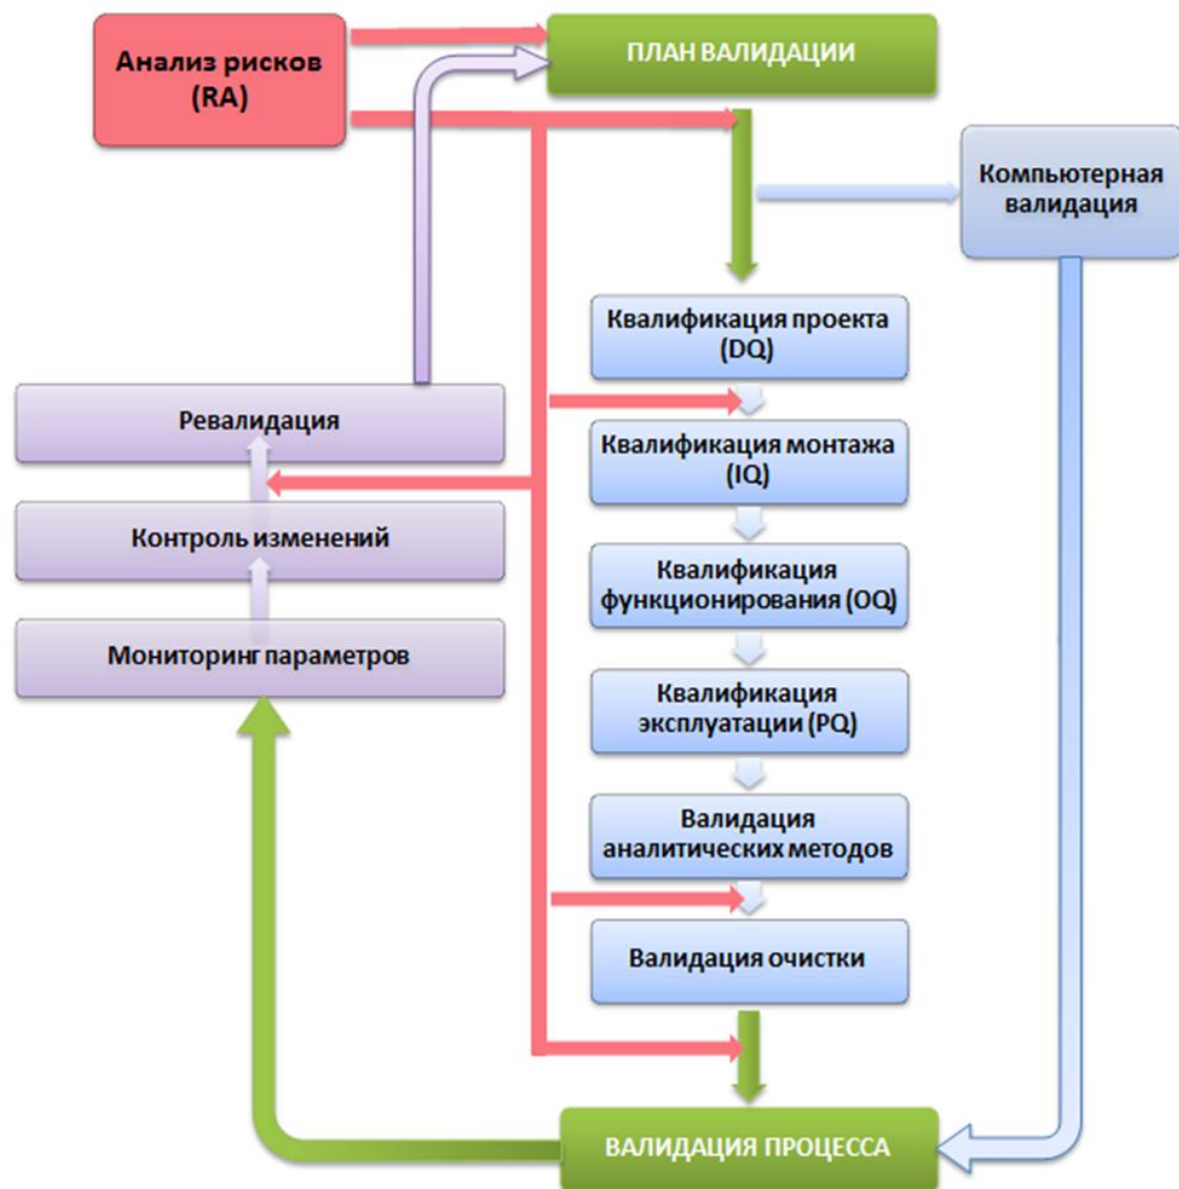 Анализ рисков
(RA)
ПЛАН ВАЛИДАЦИИ
Компьютерная
валидация
Квалификация проекта
(DQ)
Ревалидация
Квалификация монтажа
(IQ)
Контроль изменений
Квалификация
функционирования (OQ)
Мониторинг параметров
Квалификация
эксплуатации (PQ)
Валидация
аналитических методов
Валидация очистки
ВАЛИДАЦИЯ ПРОЦЕССА